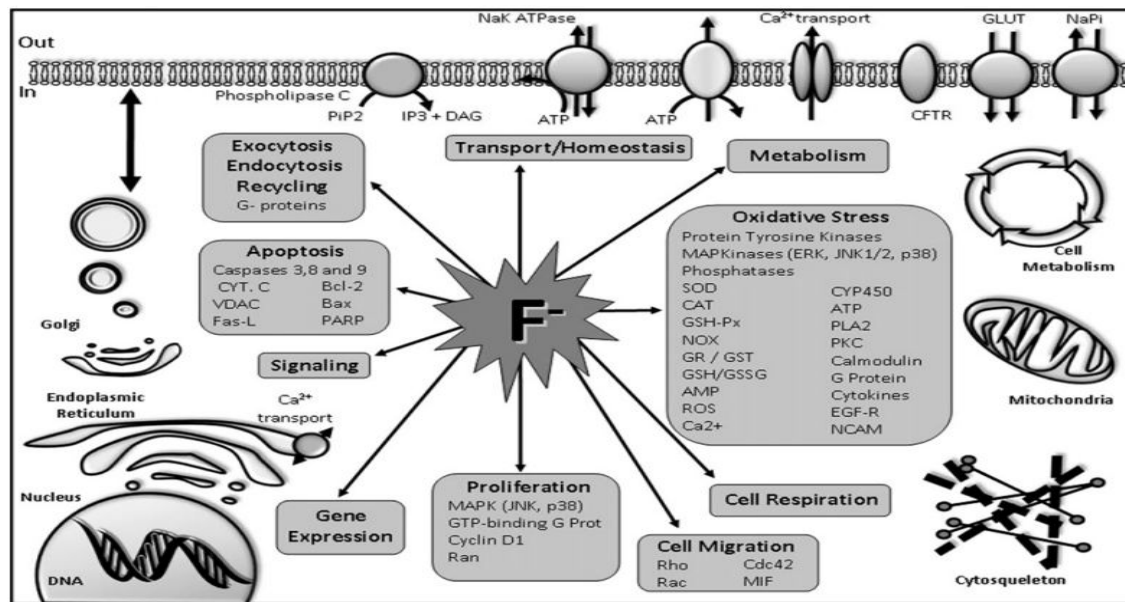 NaK ATPase
Ca²⁺transport
GLUT
NaPi
Out
In
Phospholipase C
PiP2
IP3 + DAG
ATP
ATP
CFTR
Exocytosis
Endocytosis
Recycling
G- proteins
Transport/Homeostasis
Metabolism
Oxidative Stress
Protein Tyrosine Kinases
MAPKinases (ERK, JNK1/2, p38)
Phosphatases
SOD
CAT
GSH-Px
NOX
GR / GST
GSH/GSSG
AMP
ROS
Ca2+
CYP450
ATP
PLA2
PKC
Calmodulin
G Protein
Cytokines
EGF-R
NCAM
Cell
Metabolism
Apoptosis
Caspases 3,8 and 9
CYT. C Bcl-2
VDAC Bax
Fas-L PARP
F-
Golgi
Signaling
Endoplasmic
Reticulum
Ca²⁺
transport
Mitochondria
Nucleus
DNA
Gene
Expression
Proliferation
MAPK (JNK, p38)
GTP-binding G Prot
Cyclin D1
Ran
Cell Respiration
Cell Migration
Rho Cdc42
Rac MIF
Cytosqueleton